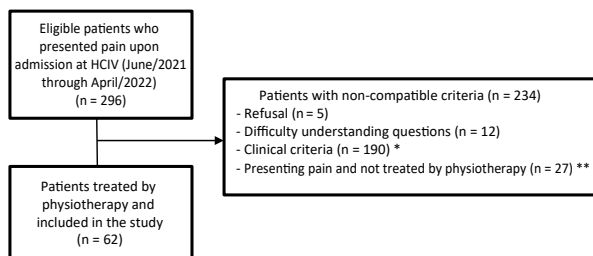 Eligible patients who
presented pain upon
admission at HCIV (June/2021
through April/2022)
(n = 296)
Patients with non-compatible criteria (n = 234)
- Refusal (n = 5)
- Difficulty understanding questions (n = 12)
- Clinical criteria (n = 190) *
- Presenting pain and not treated by physiotherapy (n = 27) **
Patients treated by
physiotherapy and
included in the study
(n = 62)